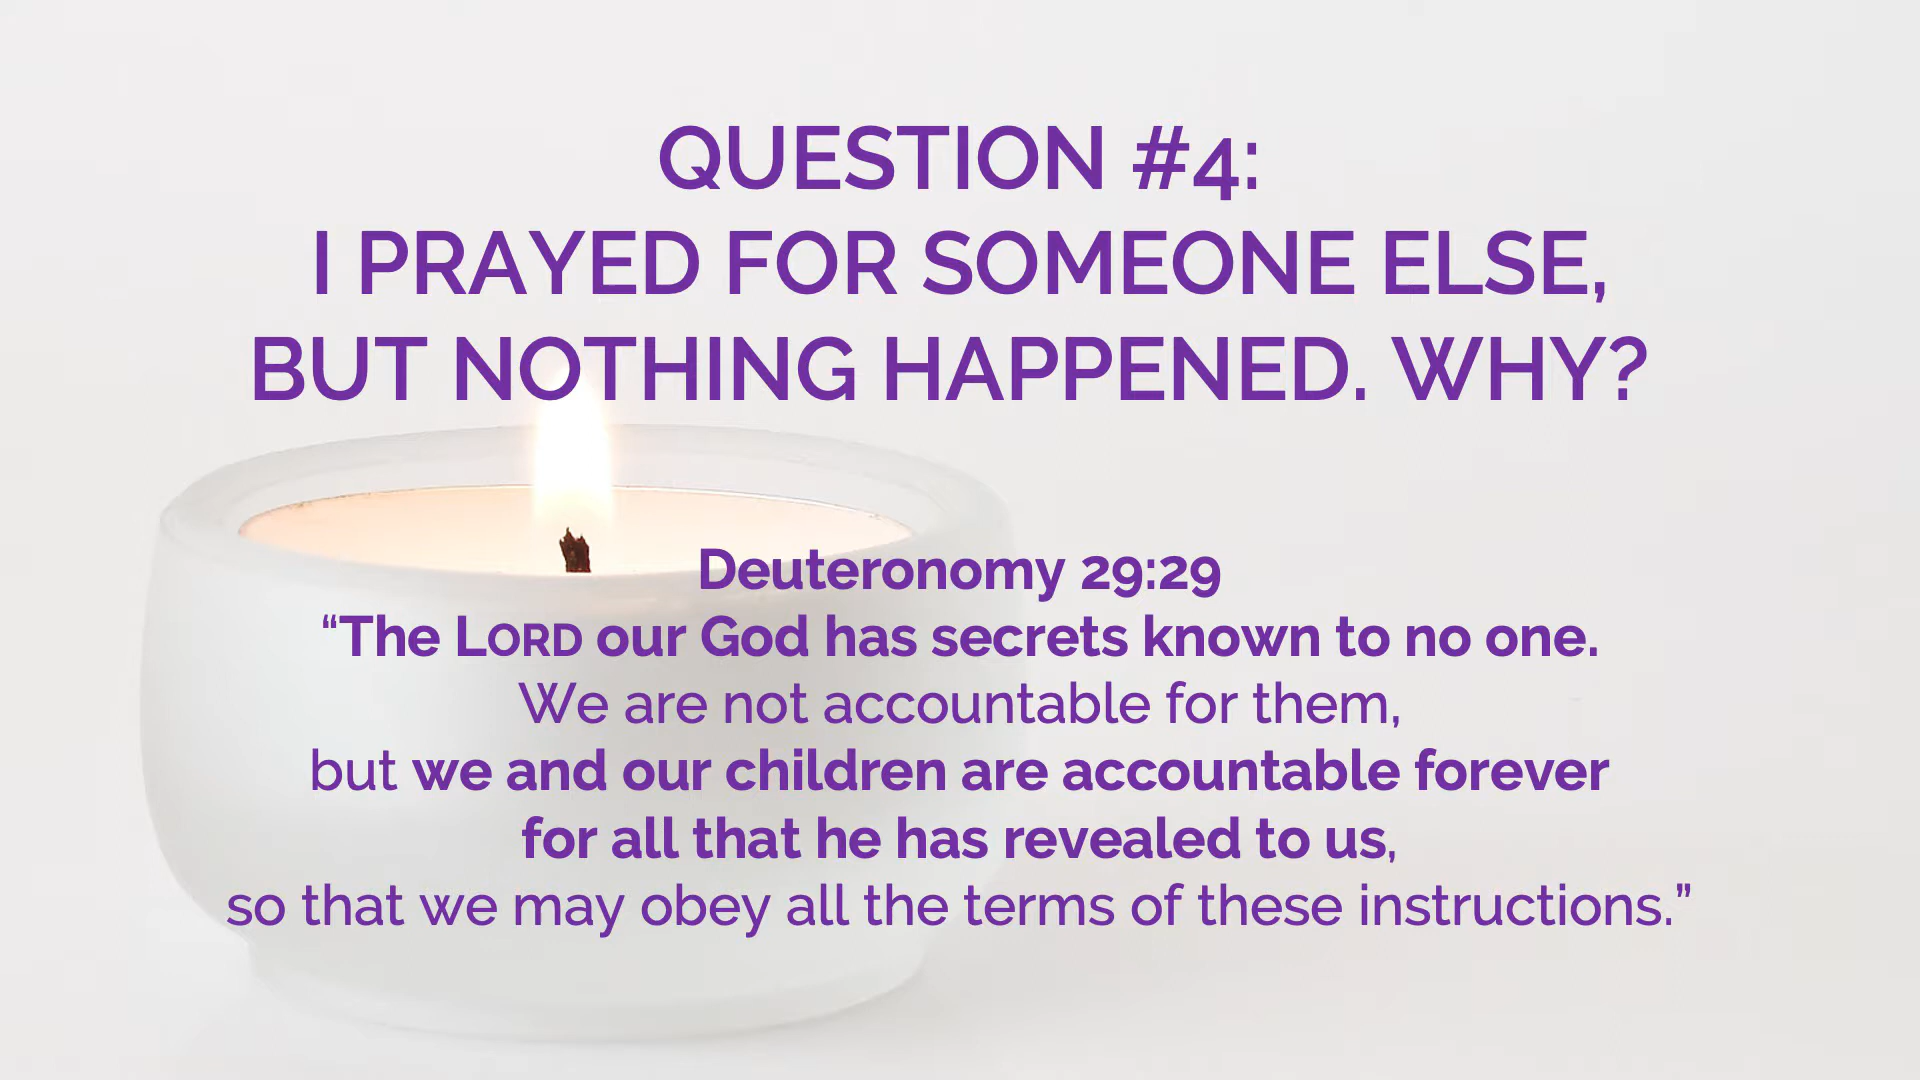 QUESTION #4:
I PRAYED FOR SOMEONE ELSE,
BUT NOTHING HAPPENED. WHY?
Deuteronomy 29:29
“The LORD our God has secrets known to no one.
We are not accountable for them,
but we and our children are accountable forever
for all that he has revealed to us,
so that we may obey all the terms of these instructions.”